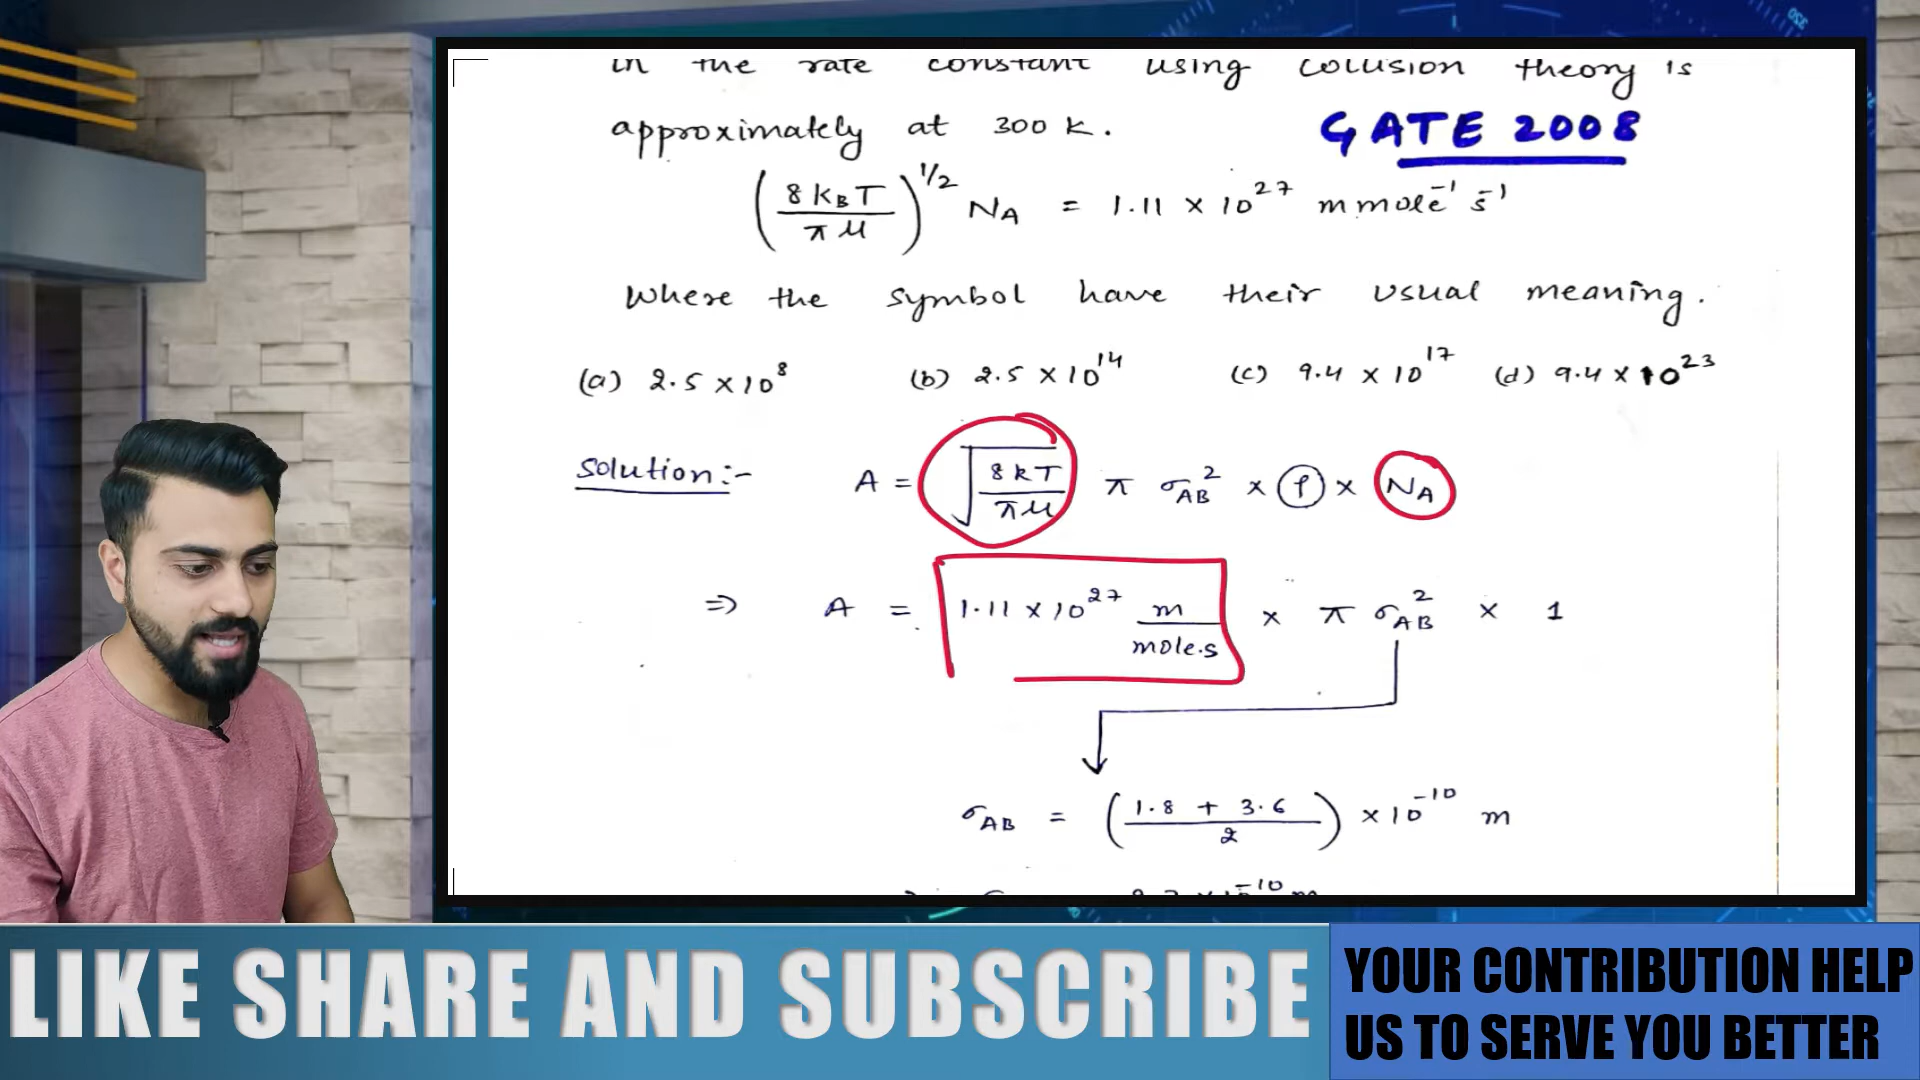 in the rate constant using collision theory is
approximately at 300 K.
GATE 2008
(8 KBT / πμ)^1/2 NA = 1.11 × 10^27 m mole^-1 s^-1
Where the symbol have their usual meaning.
(a) 2.5 × 10^8 (b) 2.5 × 10^14 (c) 9.4 × 10^17 (d) 9.4 × 10^23
Solution:-
A = √(8kT / πμ) π σAB^2 × P × NA
⇒ A = 1.11 × 10^27 m / mole.s × π σAB^2 × 1
σAB = (1.8 + 3.6 / 2) × 10^-10 m
LIKE SHARE AND SUBSCRIBE
YOUR CONTRIBUTION HELP
US TO SERVE YOU BETTER